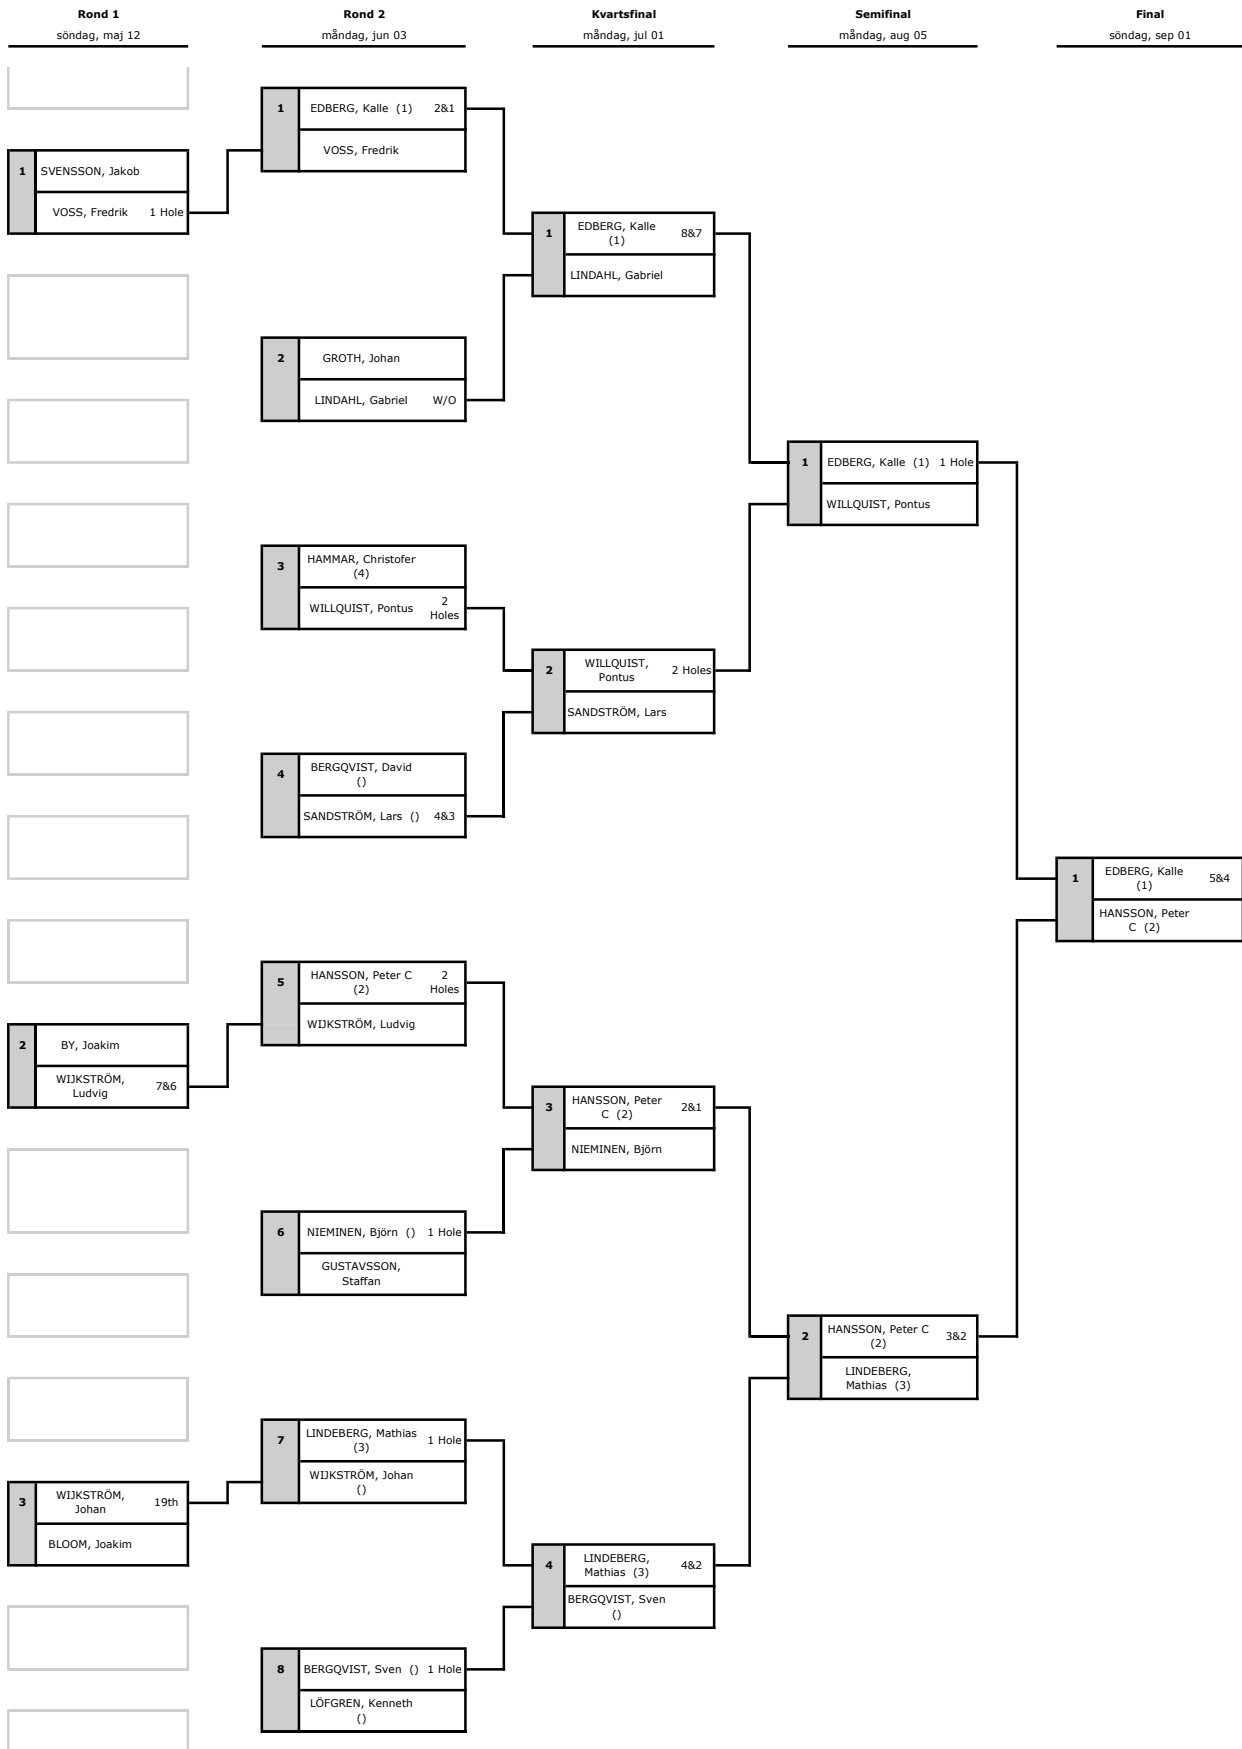 Rond 1
söndag, maj 12
Rond 2
måndag, jun 03
Kvartsfinal
måndag, jul 01
Semifinal
måndag, aug 05
Final
söndag, sep 01
1
SVENSSON, Jakob
VOSS, Fredrik 1 Hole
2
BY, Joakim
WIJKSTRÖM,
Ludvig
7&6
3
WIJKSTRÖM,
Johan
19th
BLOOM, Joakim
1
EDBERG, Kalle (1) 2&1
VOSS, Fredrik
2
GROTH, Johan
LINDAHL, Gabriel W/O
3
HAMMAR, Christofer
(4)
WILLQUIST, Pontus
2
Holes
4
BERGQVIST, David
()
SANDSTRÖM, Lars () 4&3
5
HANSSON, Peter C
(2)
2
Holes
WIJKSTRÖM, Ludvig
6
NIEMINEN, Björn () 1 Hole
GUSTAVSSON,
Staffan
7
LINDEBERG, Mathias
(3)
1 Hole
WIJKSTRÖM, Johan
()
8
BERGQVIST, Sven () 1 Hole
LÖFGREN, Kenneth
()
1
EDBERG, Kalle
(1)
8&7
LINDAHL, Gabriel
2
WILLQUIST,
Pontus
2 Holes
SANDSTRÖM, Lars
3
HANSSON, Peter
C (2)
2&1
NIEMINEN, Björn
4
LINDEBERG,
Mathias (3)
4&2
BERGQVIST, Sven
()
1
EDBERG, Kalle (1) 1 Hole
WILLQUIST, Pontus
2
HANSSON, Peter C
(2)
3&2
LINDEBERG,
Mathias (3)
1
EDBERG, Kalle
(1)
5&4
HANSSON, Peter
C (2)